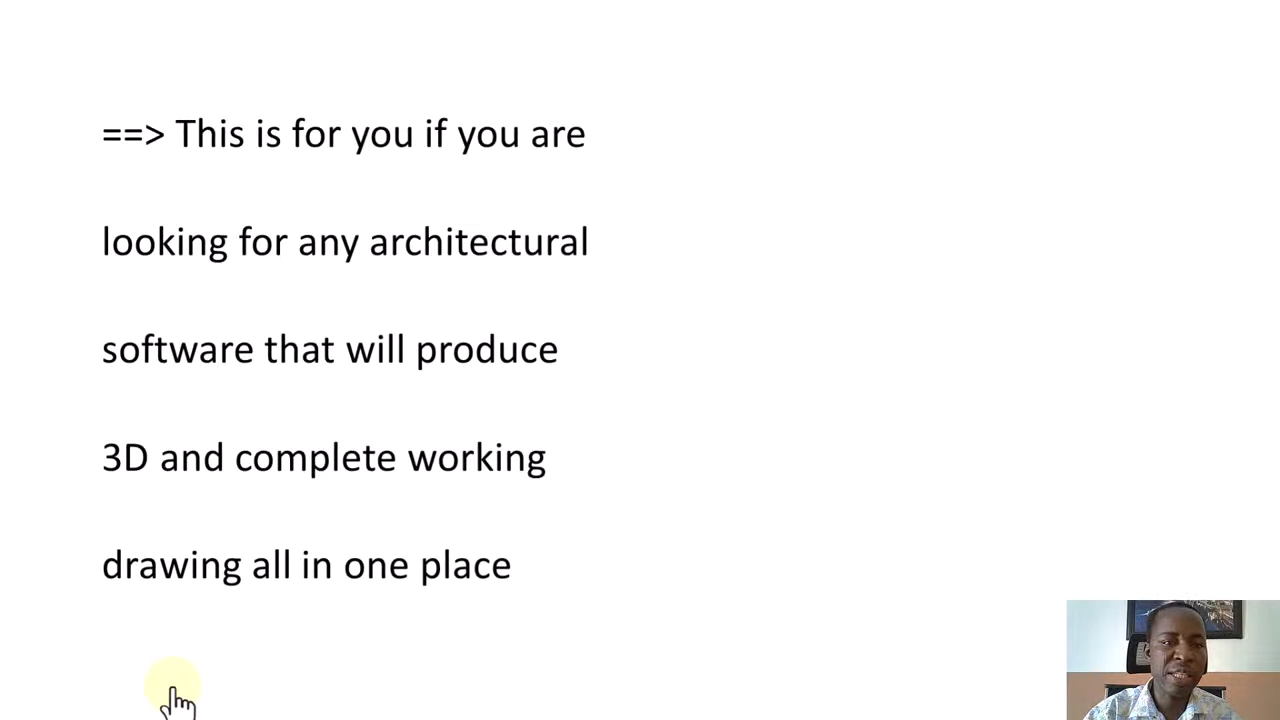 ==> This is for you if you are
looking for any architectural
software that will produce
3D and complete working
drawing all in one place